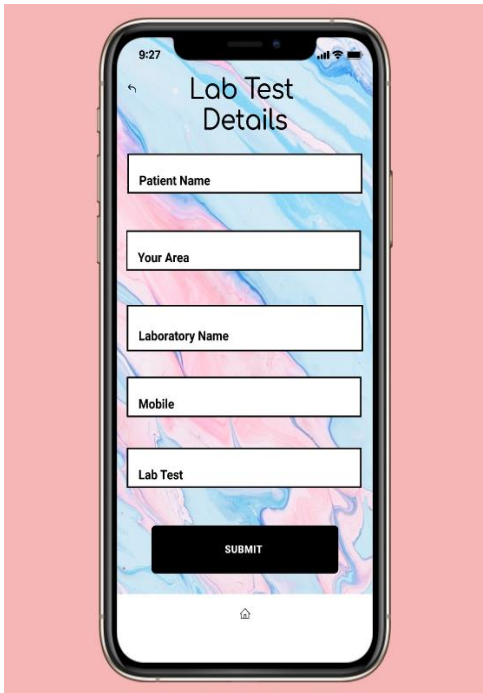 9:27
Lab Test
Details
Patient Name
Your Area
Laboratory Name
Mobile
Lab Test
SUBMIT